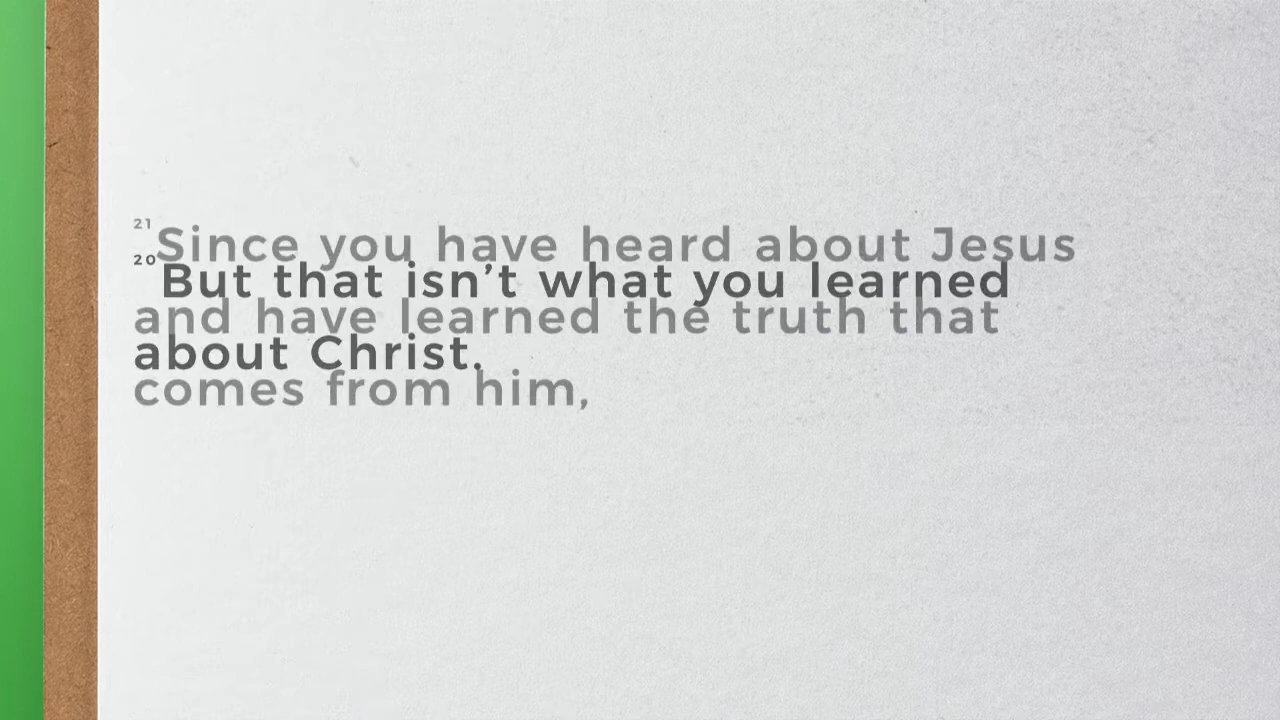 20 But that isn’t what you learned
about Christ.
21 Since you have heard about Jesus
and have learned the truth that
comes from him,